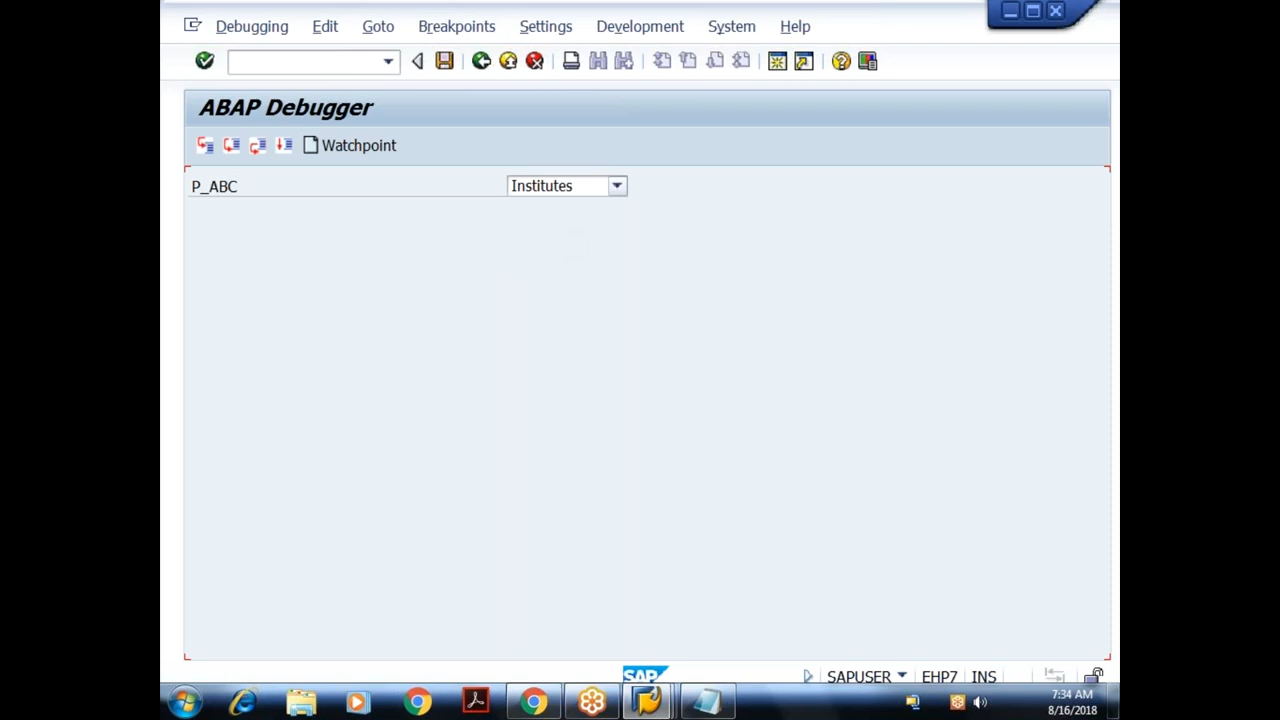 Debugging Edit Goto Breakpoints Settings Development System Help
ABAP Debugger
Watchpoint
P_ABC Institutes
SAP
SAPUSER EHP7 INS
7:34 AM
8/16/2018